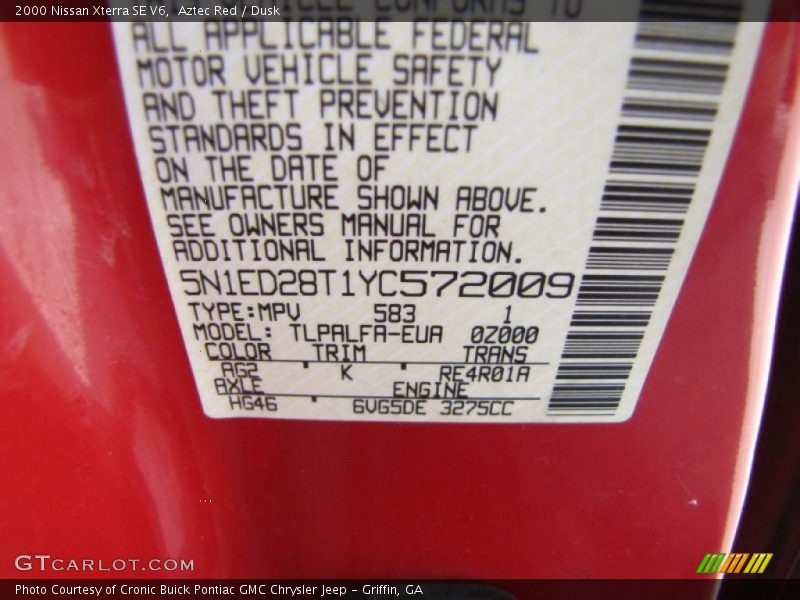 2000 Nissan Xterra SE V6,  Aztec Red / Dusk
CONFORMS TO
ALL APPLICABLE FEDERAL
MOTOR VEHICLE SAFETY
AND THEFT PREVENTION
STANDARDS IN EFFECT
ON THE DATE OF
MANUFACTURE SHOWN ABOVE.
SEE OWNERS MANUAL FOR
ADDITIONAL INFORMATION.
5N1ED28T1YC572009
TYPE:MPV 583 1
MODEL: TLPALFA-EUA 0Z000
COLOR TRIM TRANS
AG2 K RE4R01A
AXLE ENGINE
HG46 6VG5DE 3275CC
GTCARLOT.COM
Photo Courtesy of Cronic Buick Pontiac GMC Chrysler Jeep – Griffin, GA